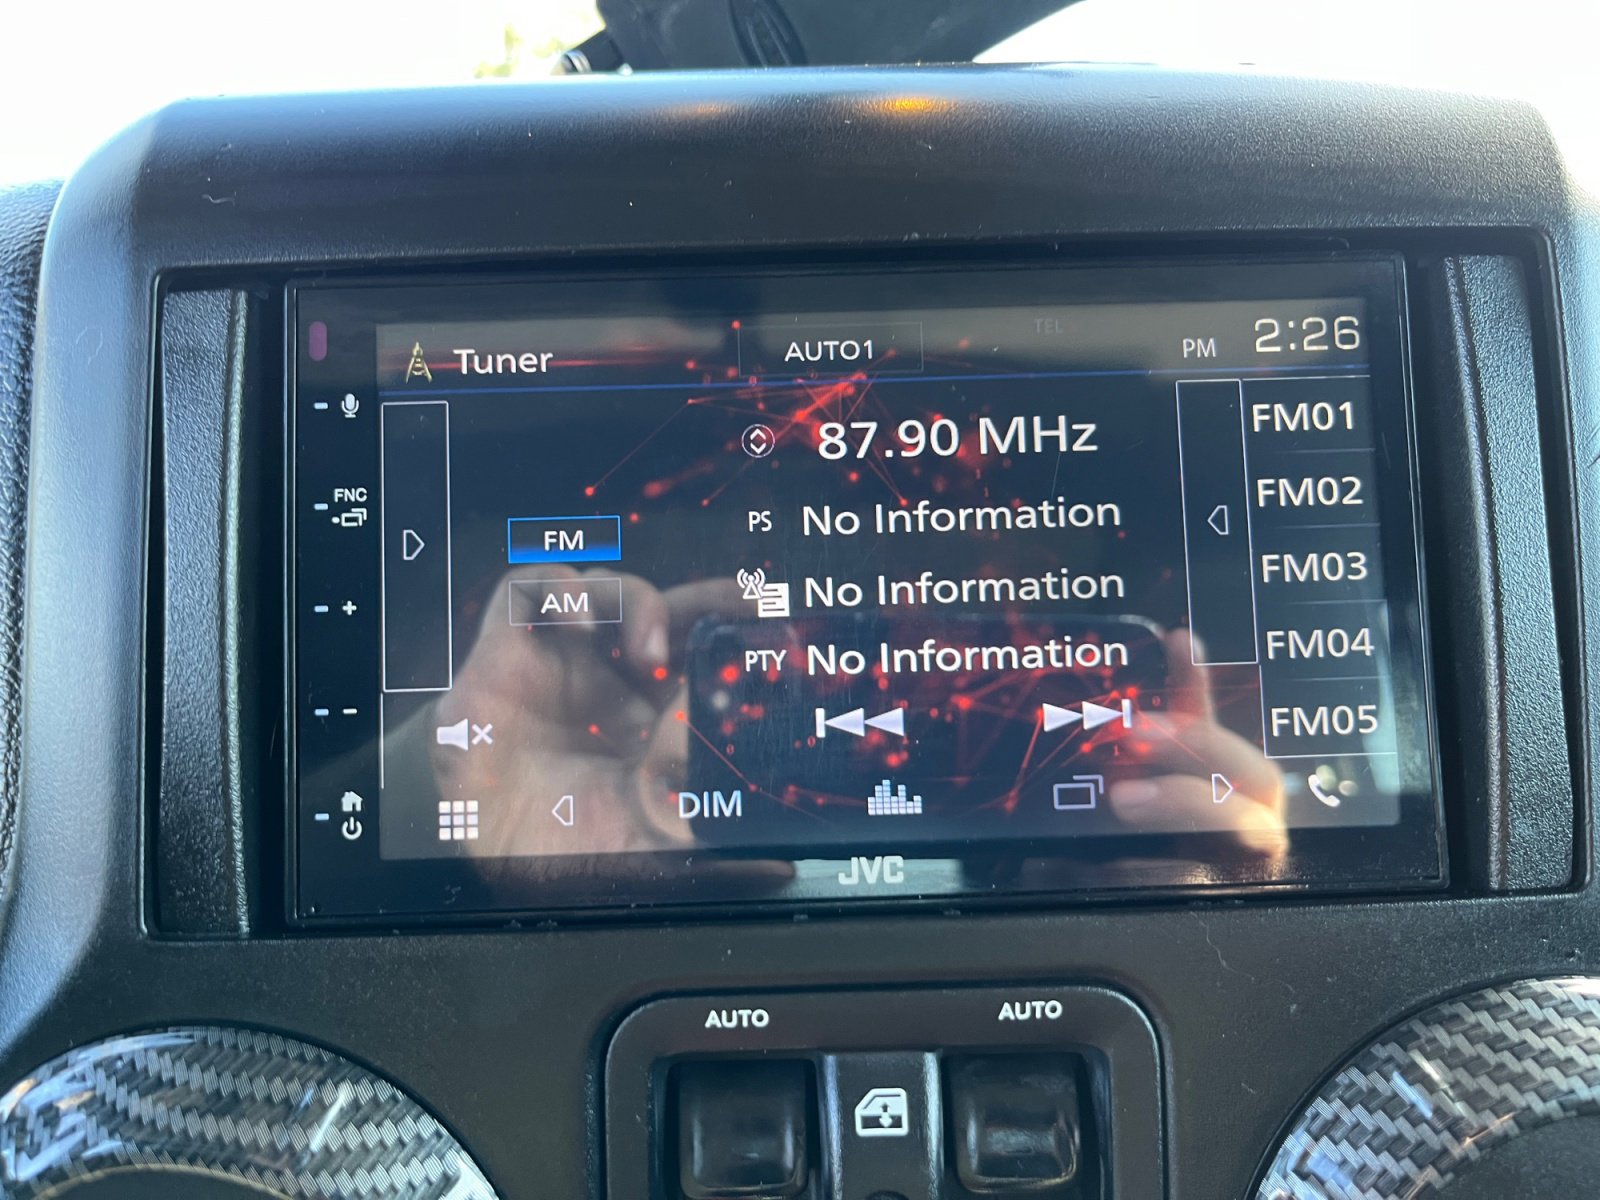 Tuner
AUTO1
TEL
PM 2:26
FNC
87.90 MHz
PS No Information
No Information
PTY No Information
FM
AM
FM01
FM02
FM03
FM04
FM05
DIM
JVC
AUTO
AUTO